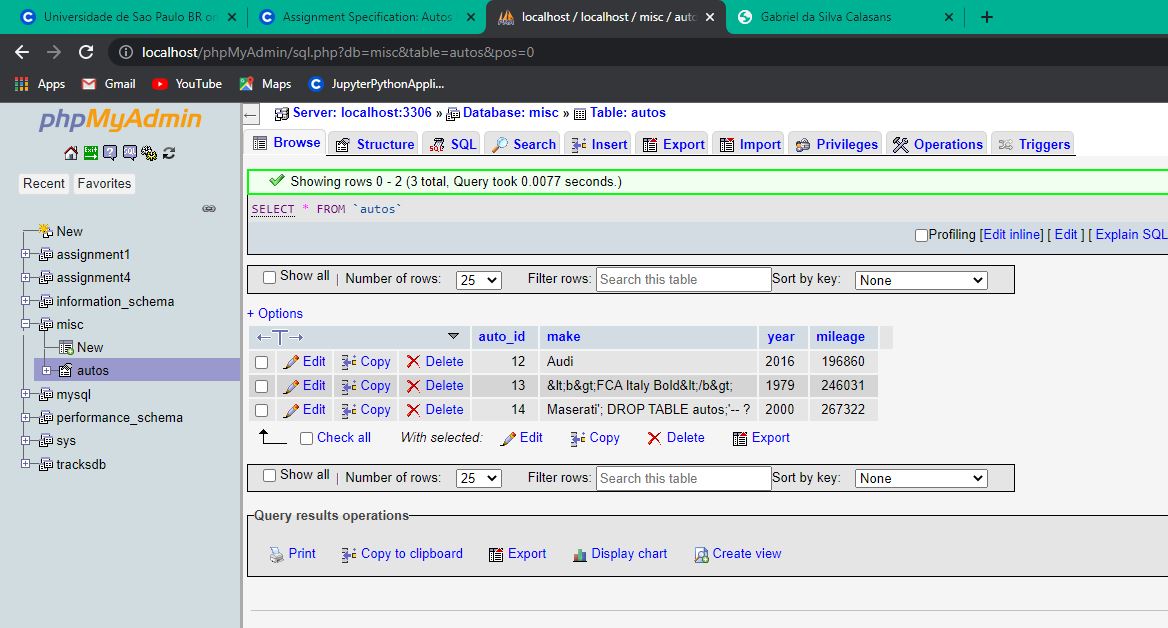 Universidade de Sao Paulo BR on
Assignment Specification: Autos
localhost / localhost / misc / auto
Gabriel da Silva Calasans
localhost/phpMyAdmin/sql.php?db=misc&table=autos&pos=0
Apps Gmail YouTube Maps JupyterPythonAppli...
phpMyAdmin
Recent Favorites
New
assignment1
assignment4
information_schema
misc
New
autos
mysql
performance_schema
sys
tracksdb
Server: localhost:3306 » Database: misc » Table: autos
Browse Structure SQL Search Insert Export Import Privileges Operations Triggers
Showing rows 0 - 2 (3 total, Query took 0.0077 seconds.)
SELECT * FROM `autos`
Profiling [Edit inline] [ Edit ] [ Explain SQL
Show all | Number of rows: 25 Filter rows: Search this table Sort by key: None
+ Options
auto_id make year mileage
Edit Copy Delete 12 Audi 2016 196860
Edit Copy Delete 13 &lt;b&gt;FCA Italy Bold&lt;/b&gt; 1979 246031
Edit Copy Delete 14 Maserati'; DROP TABLE autos;'-- ? 2000 267322
Check all With selected: Edit Copy Delete Export
Show all | Number of rows: 25 Filter rows: Search this table Sort by key: None
Query results operations
Print Copy to clipboard Export Display chart Create view